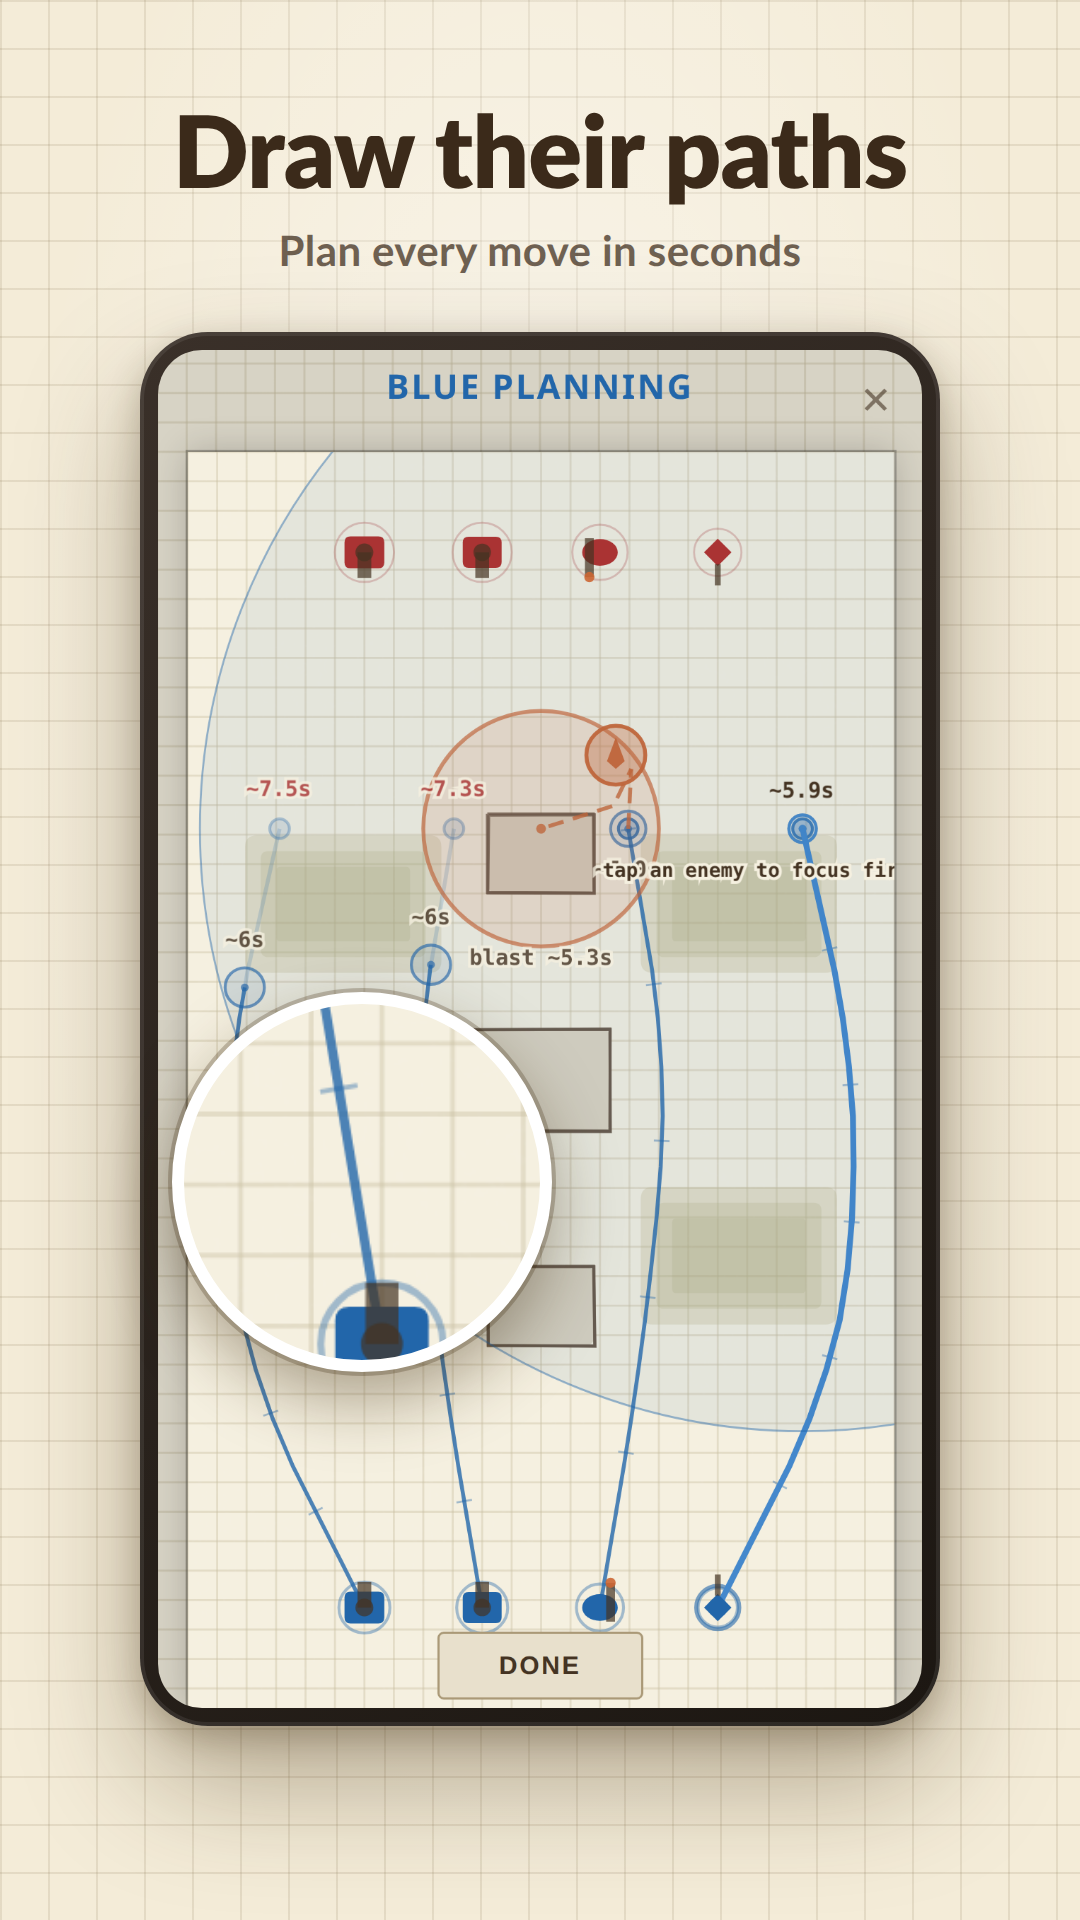 Draw their paths
Plan every move in seconds
BLUE PLANNING
~7.5s
~7.3s
~5.9s
tap an enemy to focus fir
~6s
~6s
blast ~5.3s
DONE